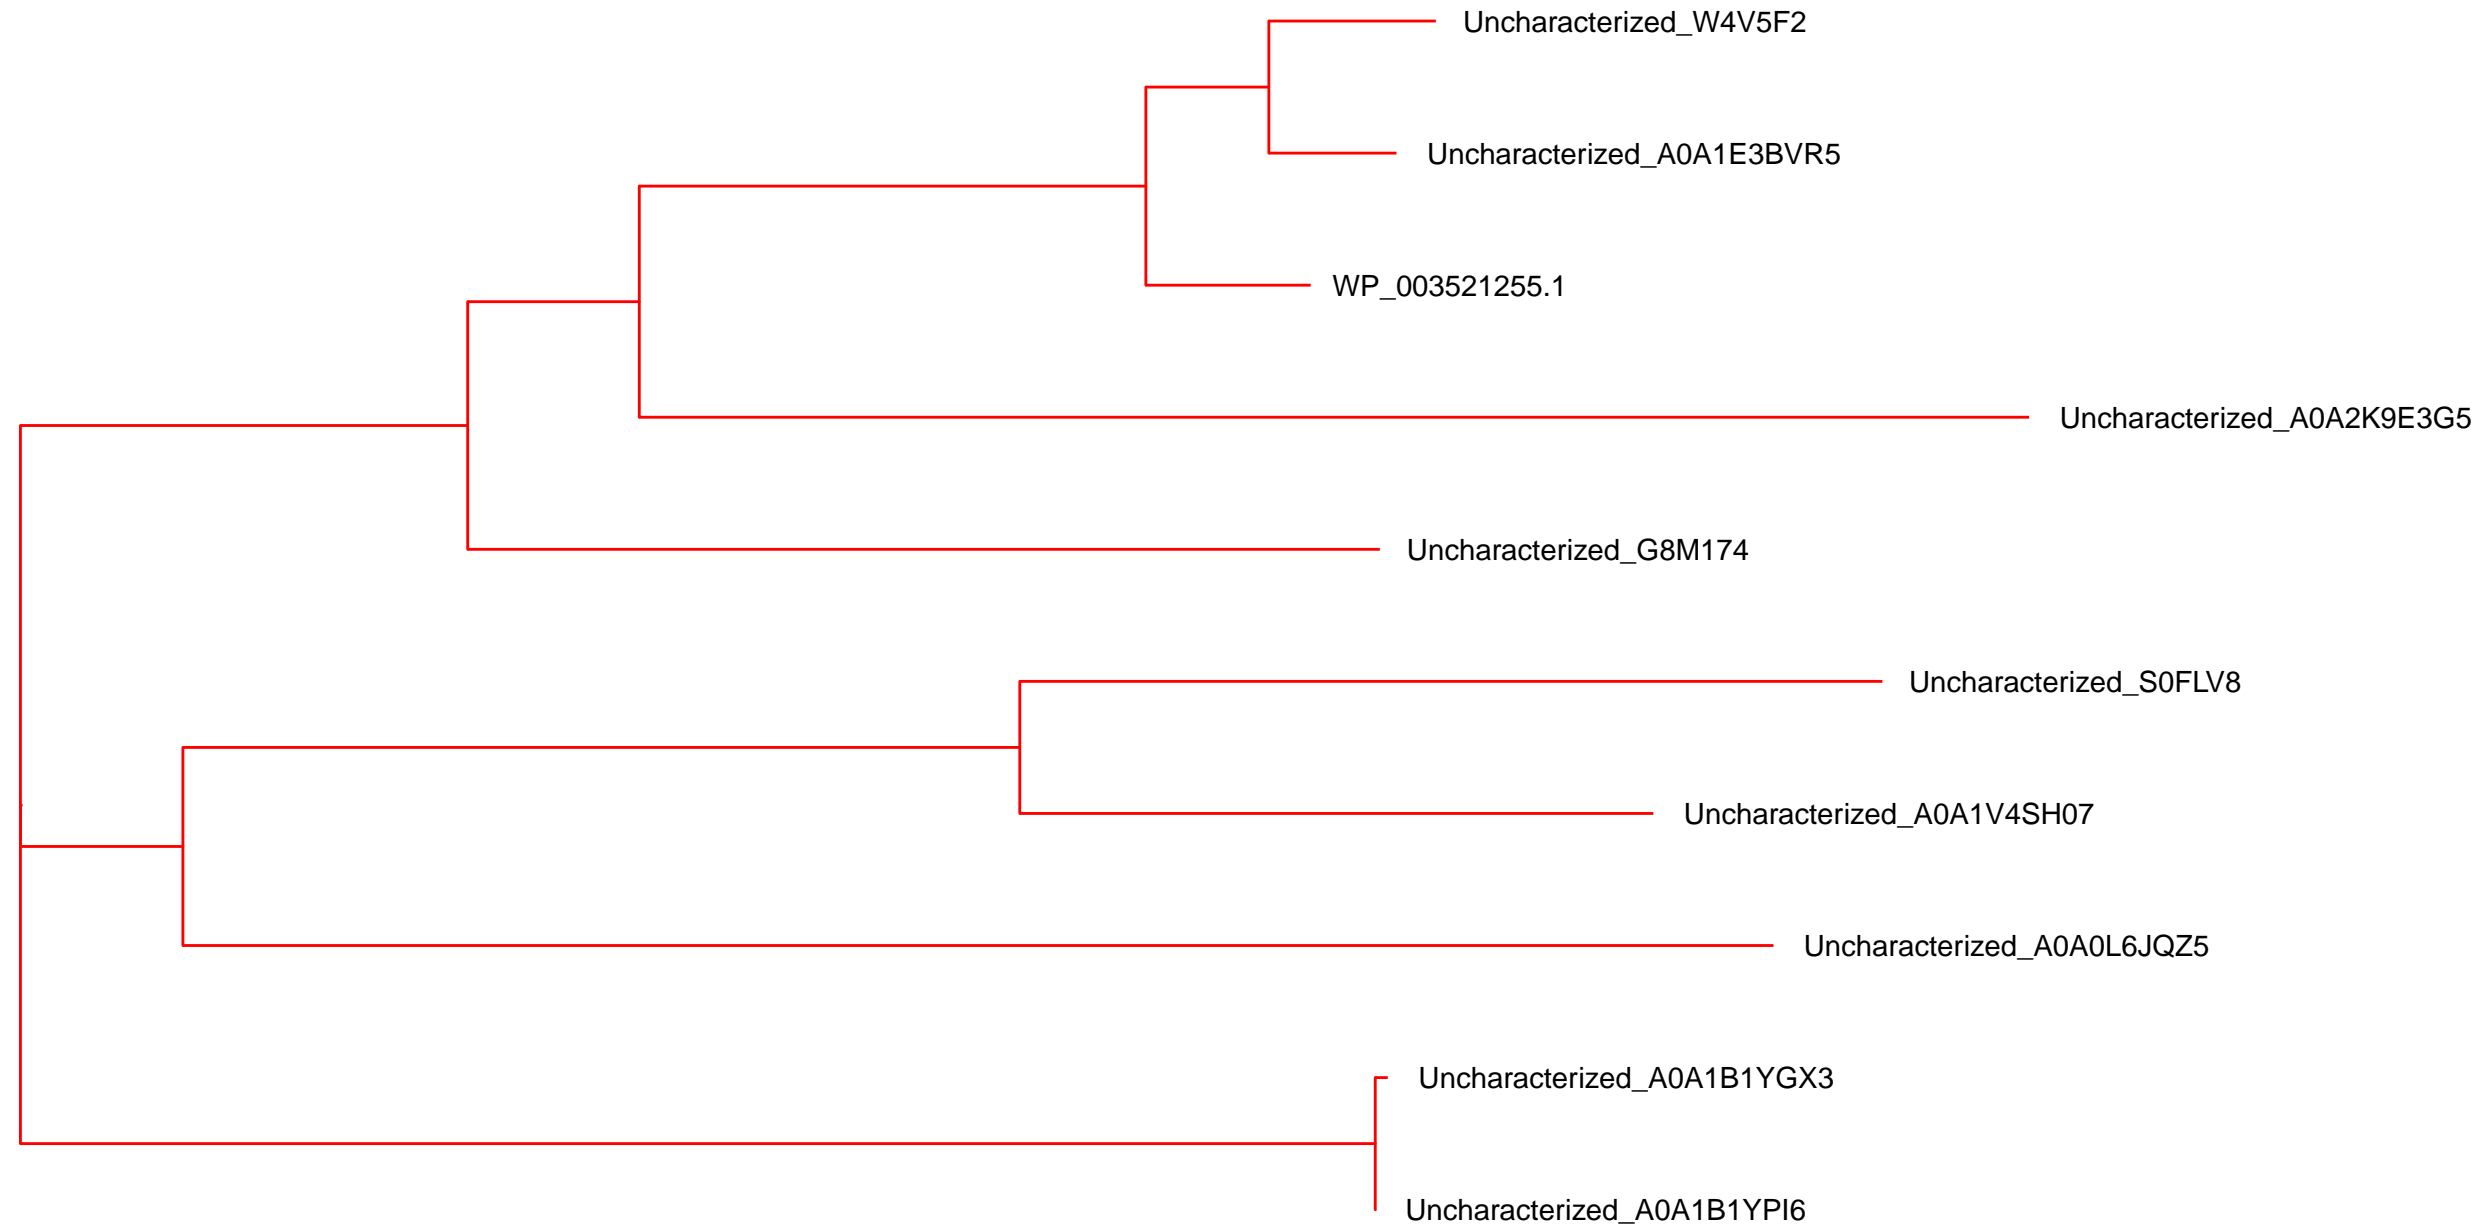 Uncharacterized_W4V5F2
Uncharacterized_A0A1E3BVR5
WP_003521255.1
Uncharacterized_A0A2K9E3G5
Uncharacterized_G8M174
Uncharacterized_S0FLV8
Uncharacterized_A0A1V4SH07
Uncharacterized_A0A0L6JQZ5
Uncharacterized_A0A1B1YGX3
Uncharacterized_A0A1B1YPI6